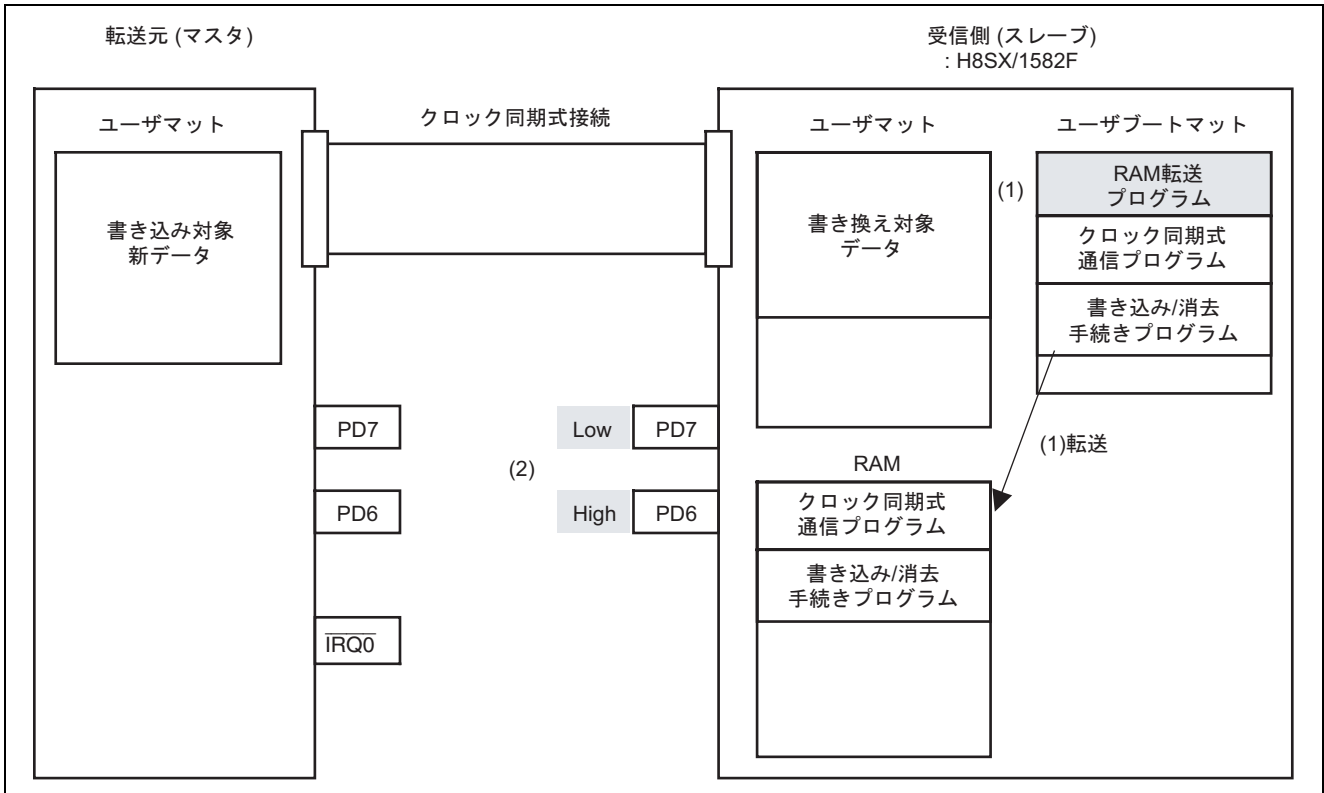 転送元 (マスタ)
受信側 (スレーブ)
: H8SX/1582F
ユーザマット
クロック同期式接続
ユーザマット
ユーザブートマット
書き込み対象
新データ
書き換え対象
データ
(1)
RAM転送
プログラム
クロック同期式
通信プログラム
書き込み/消去
手続きプログラム
(1)転送
PD7
Low
PD7
(2)
PD6
High
PD6
RAM
クロック同期式
通信プログラム
書き込み/消去
手続きプログラム
IRQ0